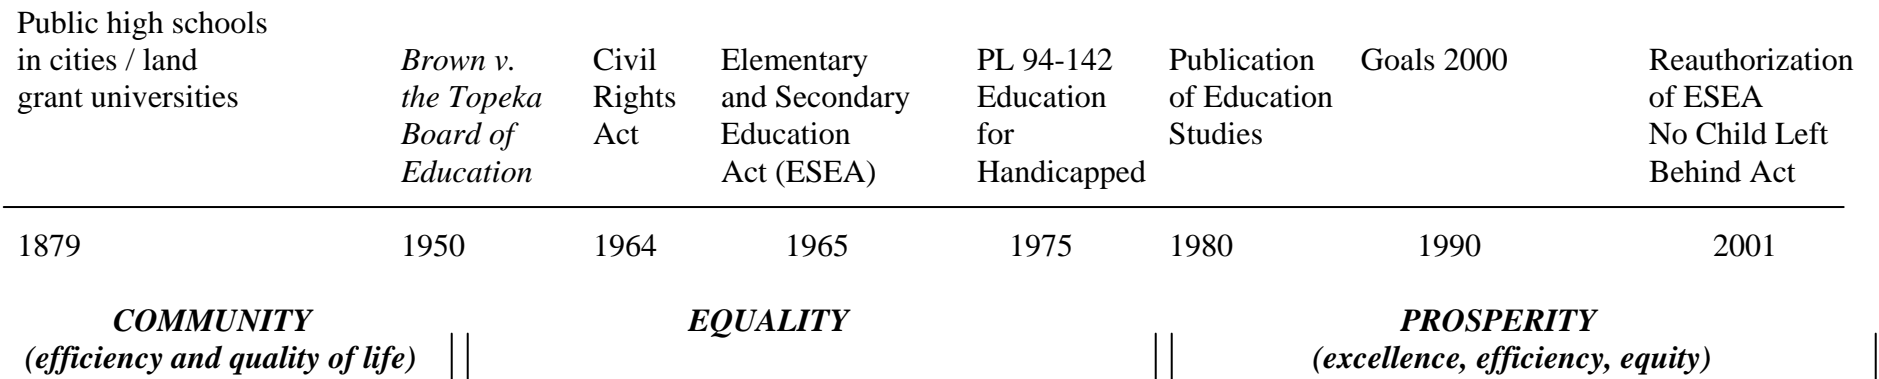 Public high schools
in cities / land
grant universities
Brown v.
the Topeka
Board of
Education
Civil
Rights
Act
Elementary
and Secondary
Education
Act (ESEA)
PL 94-142
Education
for
Handicapped
Publication
of Education
Studies
Goals 2000
Reauthorization
of ESEA
No Child Left
Behind Act
1879 1950 1964 1965 1975 1980 1990 2001
COMMUNITY
(efficiency and quality of life)
EQUALITY
PROSPERITY
(excellence, efficiency, equity)